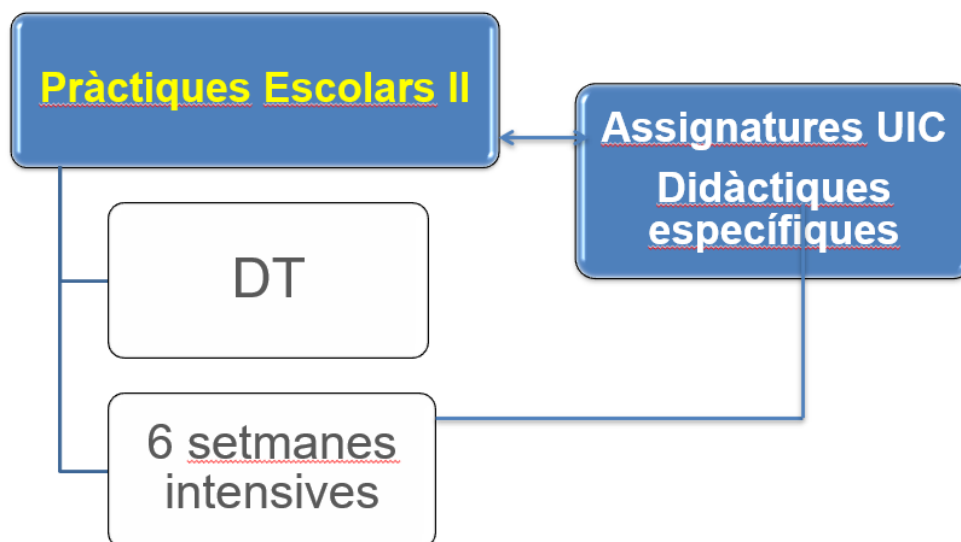 Pràctiques Escolars II
Assignatures UIC
Didàctiques
específiques
DT
6 setmanes
intensives